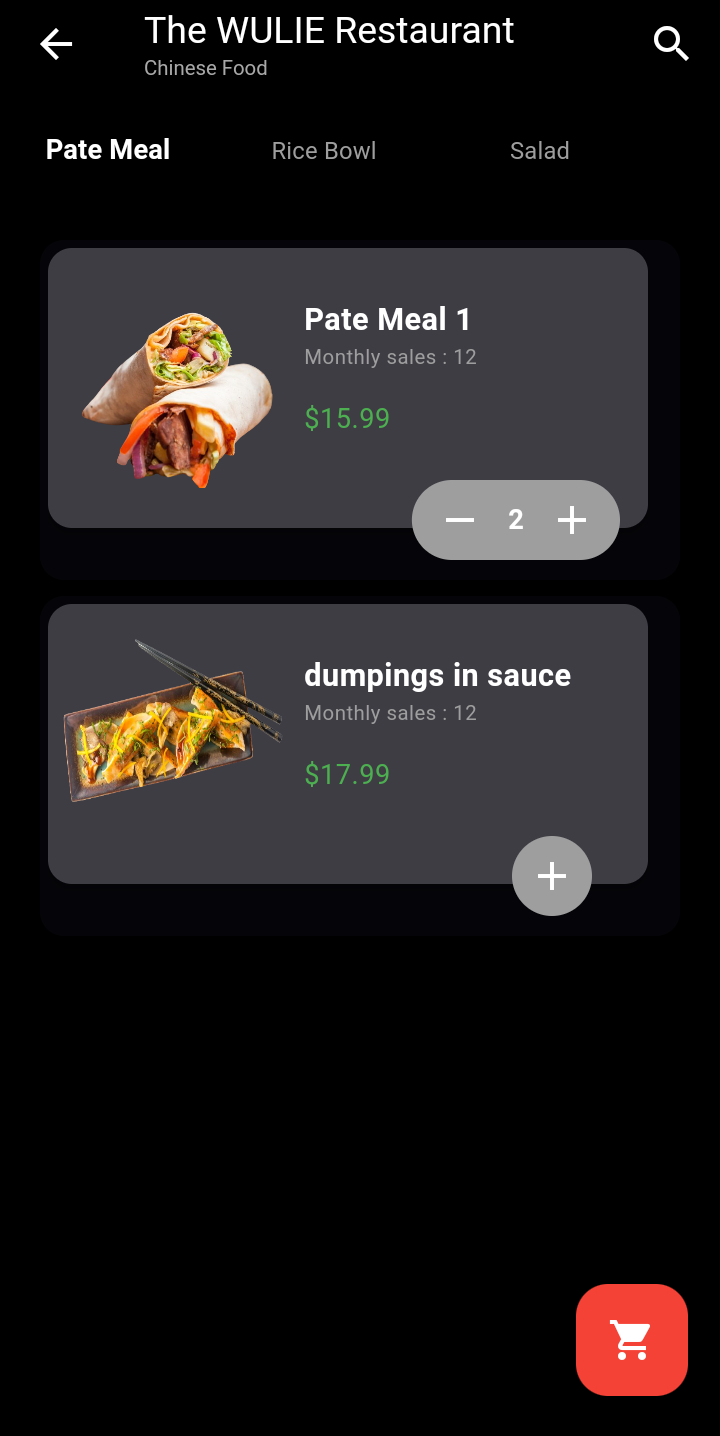 The WULIE Restaurant
Chinese Food
Pate Meal Rice Bowl Salad
Pate Meal 1
Monthly sales : 12
$15.99
2
dumpings in sauce
Monthly sales : 12
$17.99